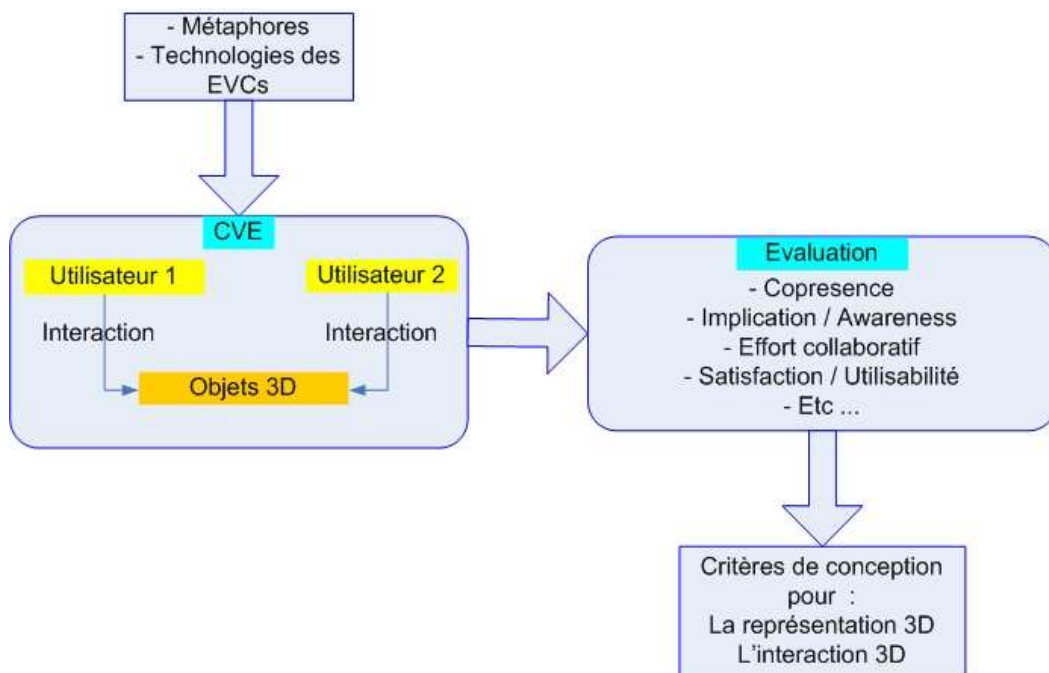 - Métaphores
- Technologies des
EVCs
CVE
Utilisateur 1
Utilisateur 2
Interaction
Interaction
Objets 3D
Evaluation
- Copresence
- Implication / Awareness
- Effort collaboratif
- Satisfaction / Utilisabilité
- Etc ...
Critères de conception
pour :
La représentation 3D
L'interaction 3D